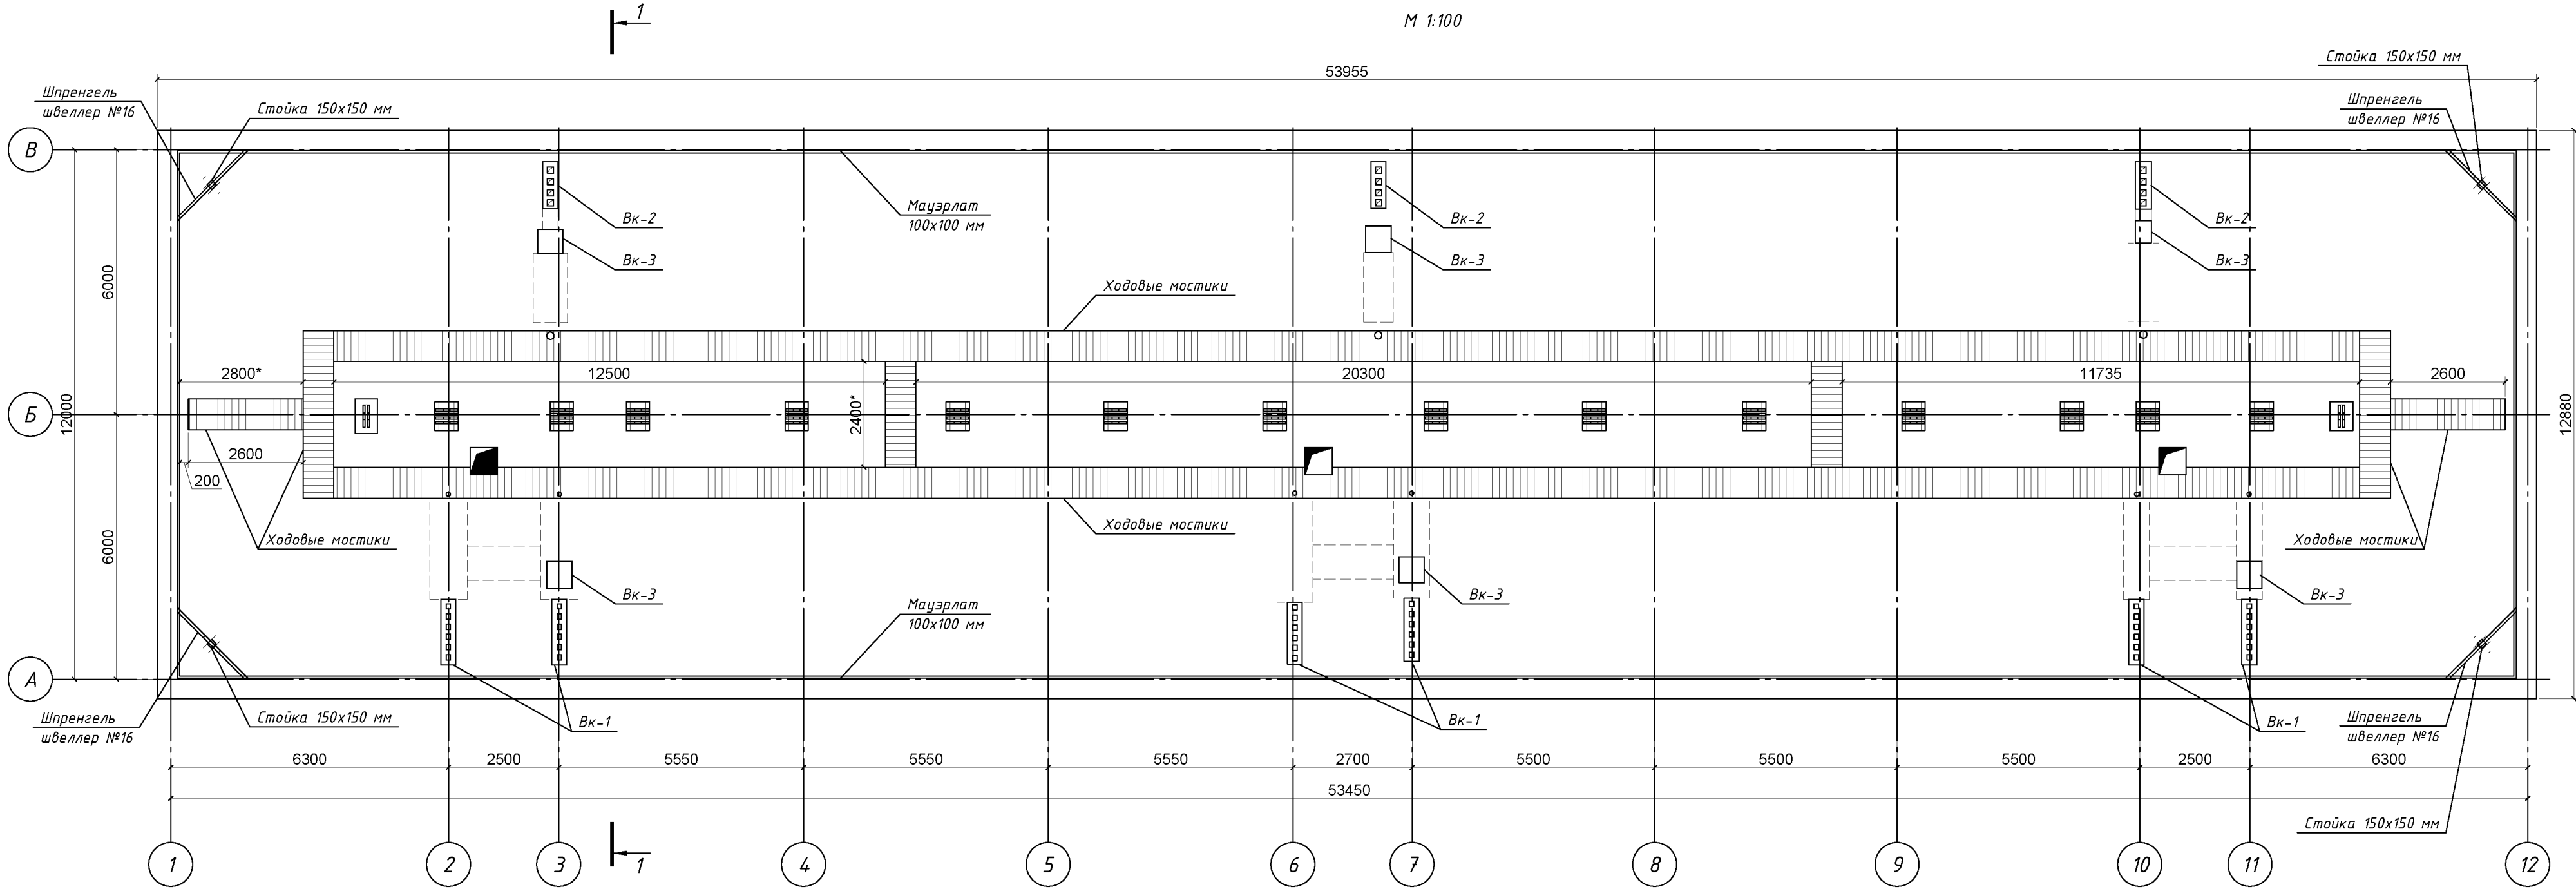 1
М 1:100
53955
Стойка 150х150 мм
Шпренгель
швеллер №16
Стойка 150х150 мм
Шпренгель
швеллер №16
В
Мауэрлат
100х100 мм
Вк-2
Вк-2
Вк-2
Вк-3
Вк-3
Вк-3
6000
Ходовые мостики
2800*
12500
20300
11735
2600
Б
12000
2400*
12880
2600
200
Ходовые мостики
Ходовые мостики
Ходовые мостики
6000
Вк-3
Вк-3
Вк-3
Мауэрлат
100х100 мм
А
Шпренгель
швеллер №16
Стойка 150х150 мм
Вк-1
Вк-1
Вк-1
Шпренгель
швеллер №16
6300
2500
5550
5550
5550
2700
5500
5500
5500
2500
6300
53450
Стойка 150х150 мм
1
2
3
1
4
5
6
7
8
9
10
11
12